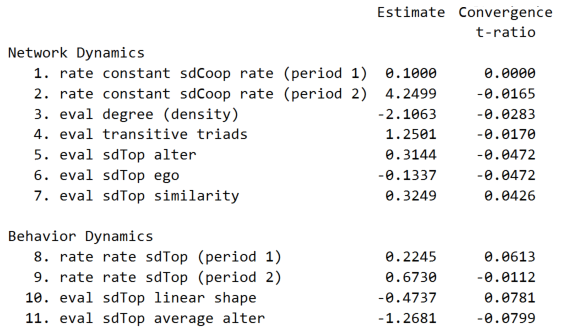 Estimate Convergence
t-ratio
Network Dynamics
1. rate constant sdCoop rate (period 1) 0.1000 0.0000
2. rate constant sdCoop rate (period 2) 4.2499 -0.0165
3. eval degree (density) -2.1063 -0.0283
4. eval transitive triads 1.2501 -0.0170
5. eval sdTop alter 0.3144 -0.0472
6. eval sdTop ego -0.1337 -0.0472
7. eval sdTop similarity 0.3249 0.0426
Behavior Dynamics
8. rate rate sdTop (period 1) 0.2245 0.0613
9. rate rate sdTop (period 2) 0.6730 -0.0112
10. eval sdTop linear shape -0.4737 0.0781
11. eval sdTop average alter -1.2681 -0.0799